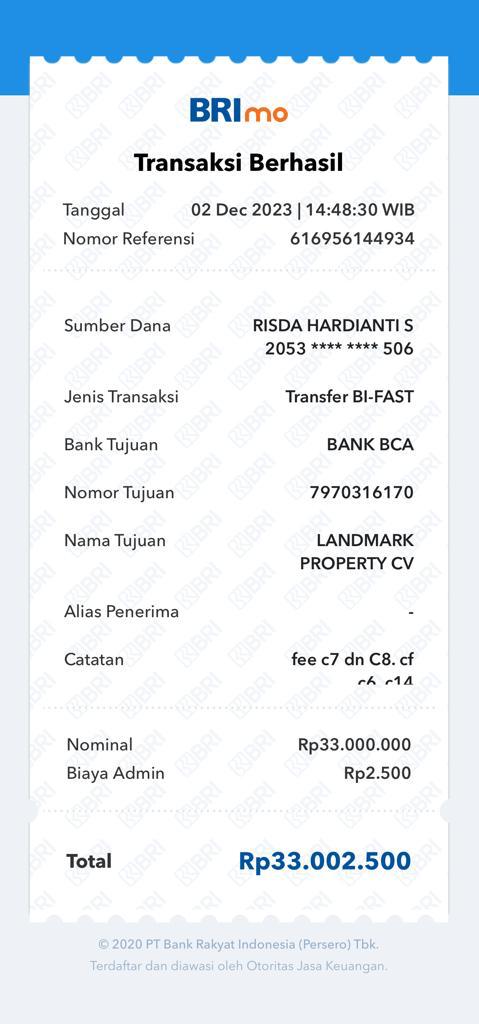 BRImo
Transaksi Berhasil
Tanggal 02 Dec 2023 | 14:48:30 WIB
Nomor Referensi 616956144934
Sumber Dana RISDA HARDIANTI S
2053 **** **** 506
Jenis Transaksi Transfer BI-FAST
Bank Tujuan BANK BCA
Nomor Tujuan 7970316170
Nama Tujuan LANDMARK
PROPERTY CV
Alias Penerima -
Catatan fee c7 dn C8. cf
c6. c14
Nominal Rp33.000.000
Biaya Admin Rp2.500
Total Rp33.002.500
© 2020 PT Bank Rakyat Indonesia (Persero) Tbk.
Terdaftar dan diawasi oleh Otoritas Jasa Keuangan.